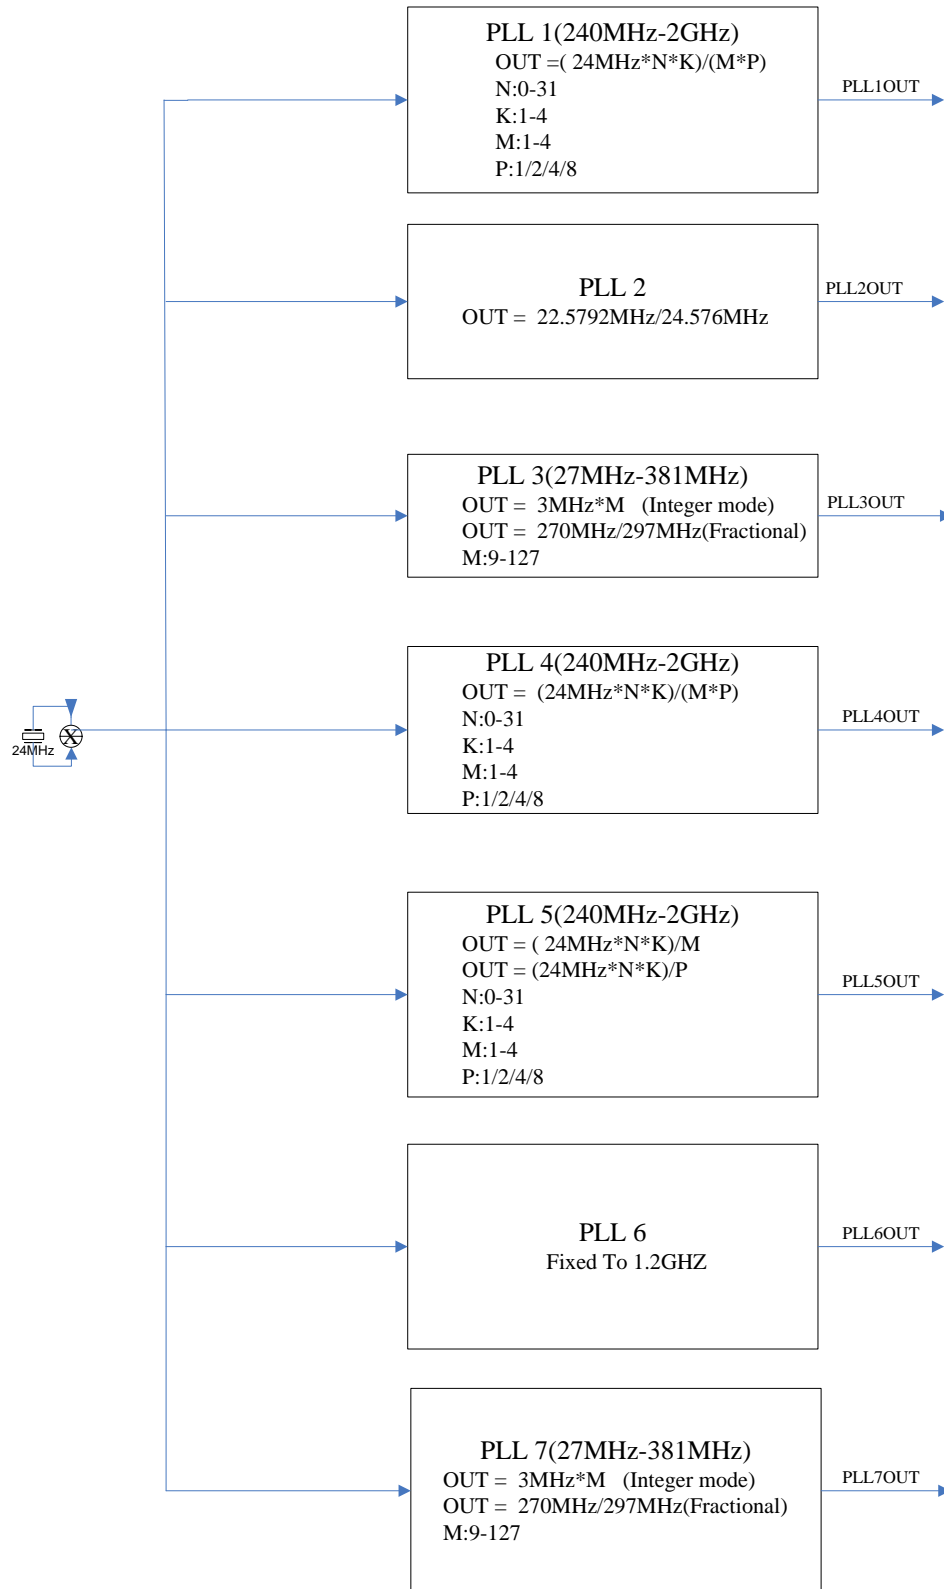 PLL 1(240MHz-2GHz)
OUT =( 24MHz*N*K)/(M*P)
N:0-31
K:1-4
M:1-4
P:1/2/4/8
PLL1OUT
PLL 2
OUT = 22.5792MHz/24.576MHz
PLL2OUT
PLL 3(27MHz-381MHz)
OUT = 3MHz*M (Integer mode)
OUT = 270MHz/297MHz(Fractional)
M:9-127
PLL3OUT
24MHz
X
PLL 4(240MHz-2GHz)
OUT = (24MHz*N*K)/(M*P)
N:0-31
K:1-4
M:1-4
P:1/2/4/8
PLL4OUT
PLL 5(240MHz-2GHz)
OUT = ( 24MHz*N*K)/M
OUT = (24MHz*N*K)/P
N:0-31
K:1-4
M:1-4
P:1/2/4/8
PLL5OUT
PLL 6
Fixed To 1.2GHZ
PLL6OUT
PLL 7(27MHz-381MHz)
OUT = 3MHz*M (Integer mode)
OUT = 270MHz/297MHz(Fractional)
M:9-127
PLL7OUT